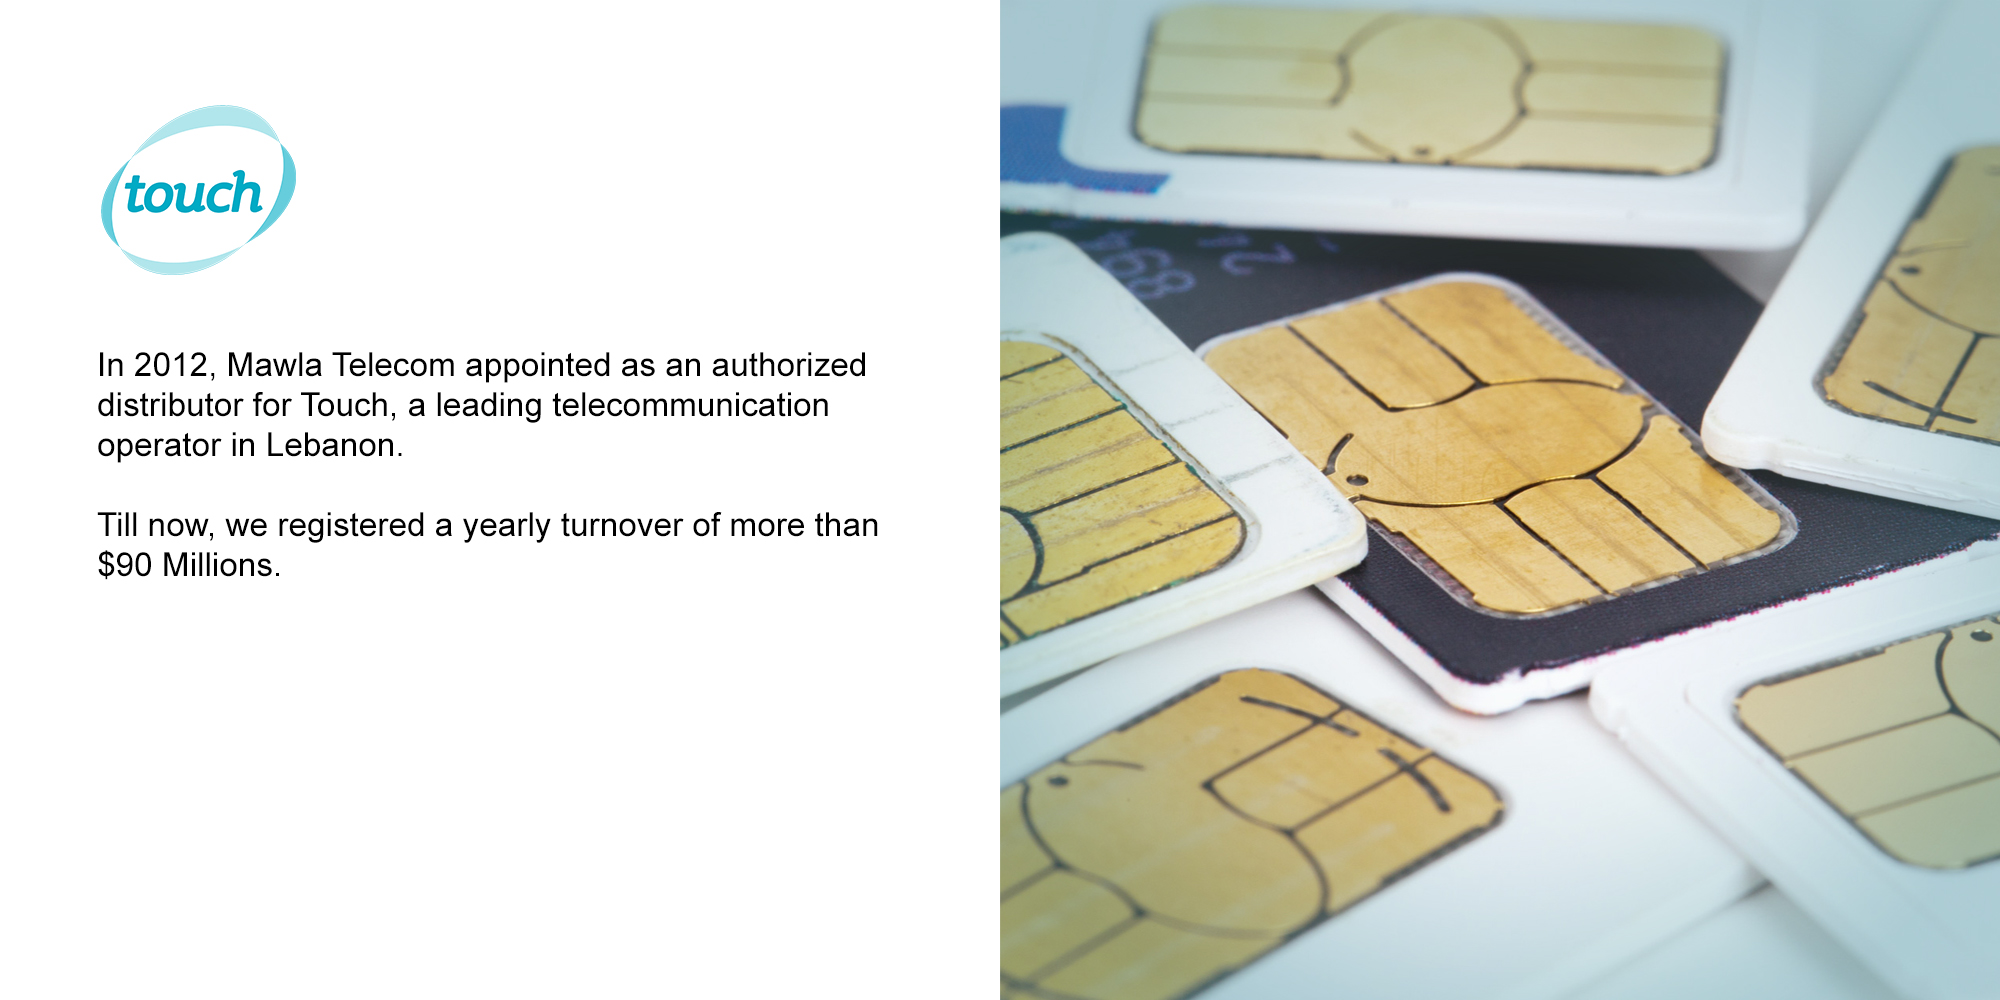 touch
In 2012, Mawla Telecom appointed as an authorized
distributor for Touch, a leading telecommunication
operator in Lebanon.
Till now, we registered a yearly turnover of more than
$90 Millions.